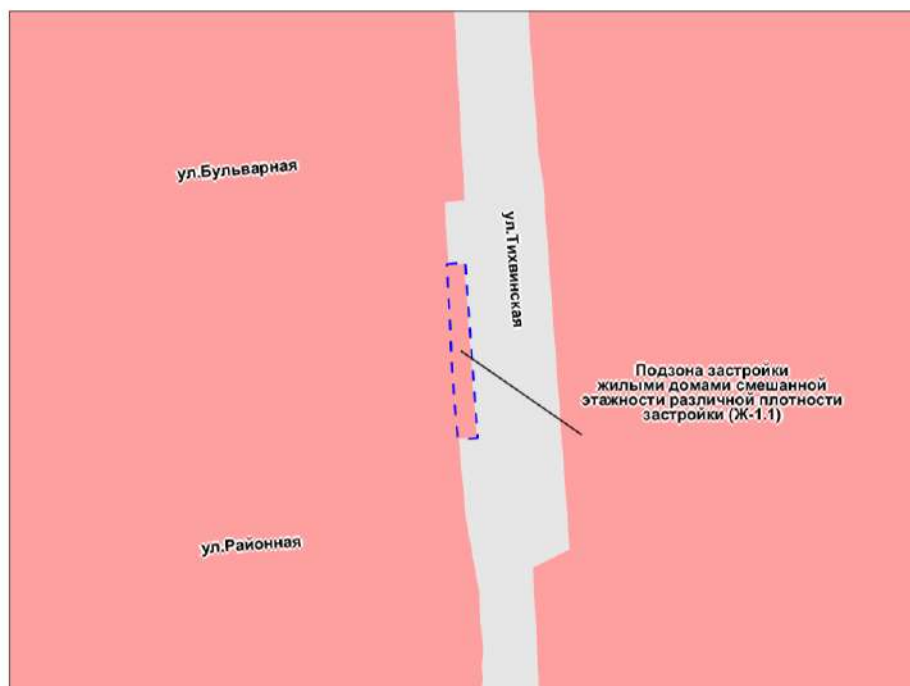 ул.Бульварная
ул.Тихвинская
Подзона застройки
жилыми домами смешанной
этажности различной плотности
застройки (Ж-1.1)
ул.Районная